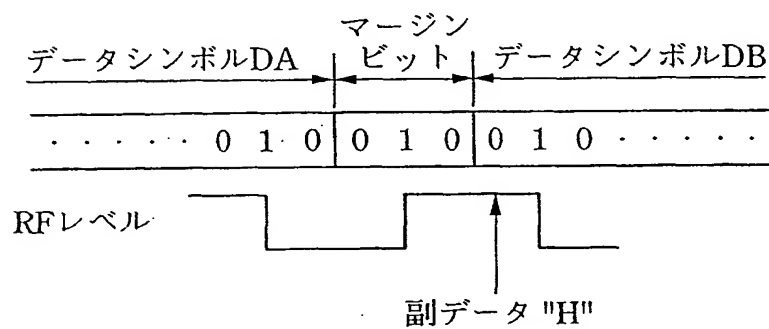 マージン
データシンボルDA ビット データシンボルDB
· · · · · 0 1 0 0 1 0 0 1 0 · · · · ·
RFレベル
副データ "H"